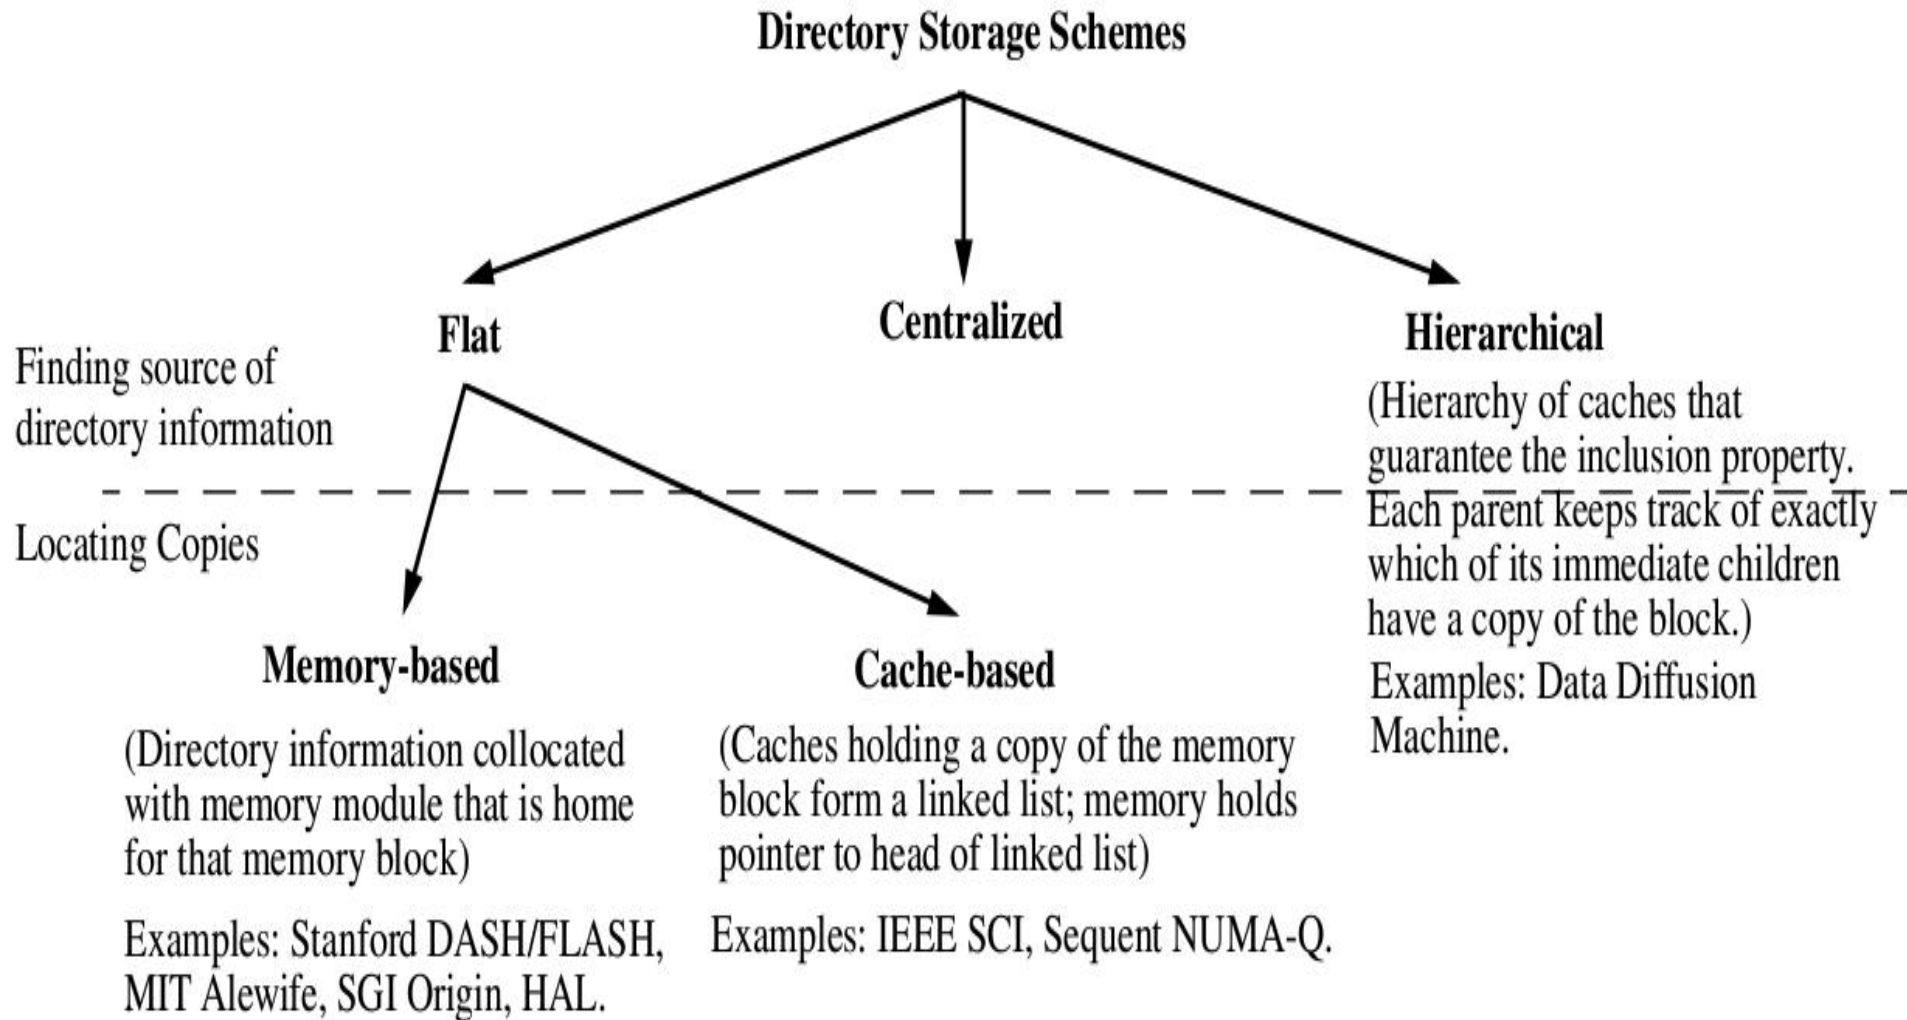 Directory Storage Schemes
Flat
Centralized
Hierarchical
Finding source of
directory information
(Hierarchy of caches that
guarantee the inclusion property.
Each parent keeps track of exactly
which of its immediate children
have a copy of the block.)
Examples: Data Diffusion
Machine.
Locating Copies
Memory-based
(Directory information collocated
with memory module that is home
for that memory block)
Examples: Stanford DASH/FLASH,
MIT Alewife, SGI Origin, HAL.
Cache-based
(Caches holding a copy of the memory
block form a linked list; memory holds
pointer to head of linked list)
Examples: IEEE SCI, Sequent NUMA-Q.